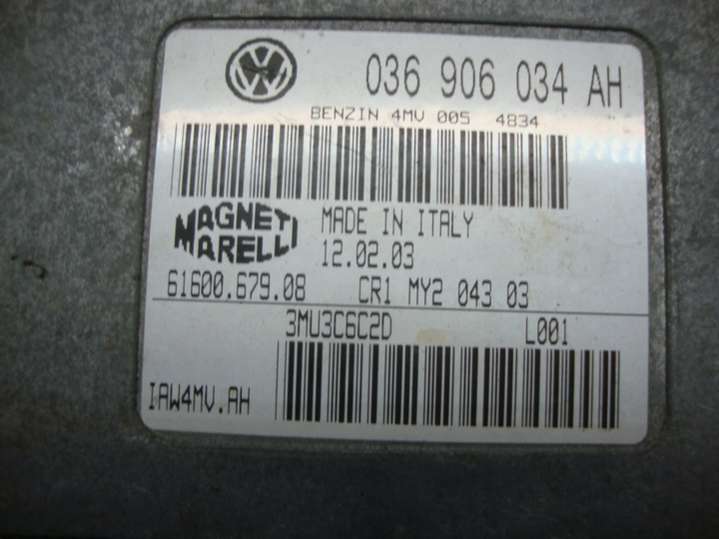 VW
036 906 034 AH
BENZIN 4MV 005 4834
MAGNETI
MARELLI
MADE IN ITALY
12.02.03
61600.679.08 CR1 MY2 043 03
3MU3C6C2D L001
IAW4MV.AH